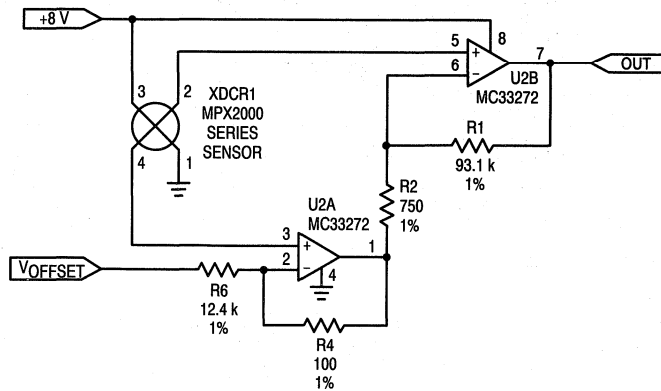 +8 V
5
8
7
+
6
–
U2B
MC33272
OUT
3
2
XDCR1
MPX2000
SERIES
SENSOR
4
1
R1
93.1 k
1%
R2
750
1%
U2A
MC33272
3
+
1
2
–
4
VOFFSET
R6
12.4 k
1%
R4
100
1%